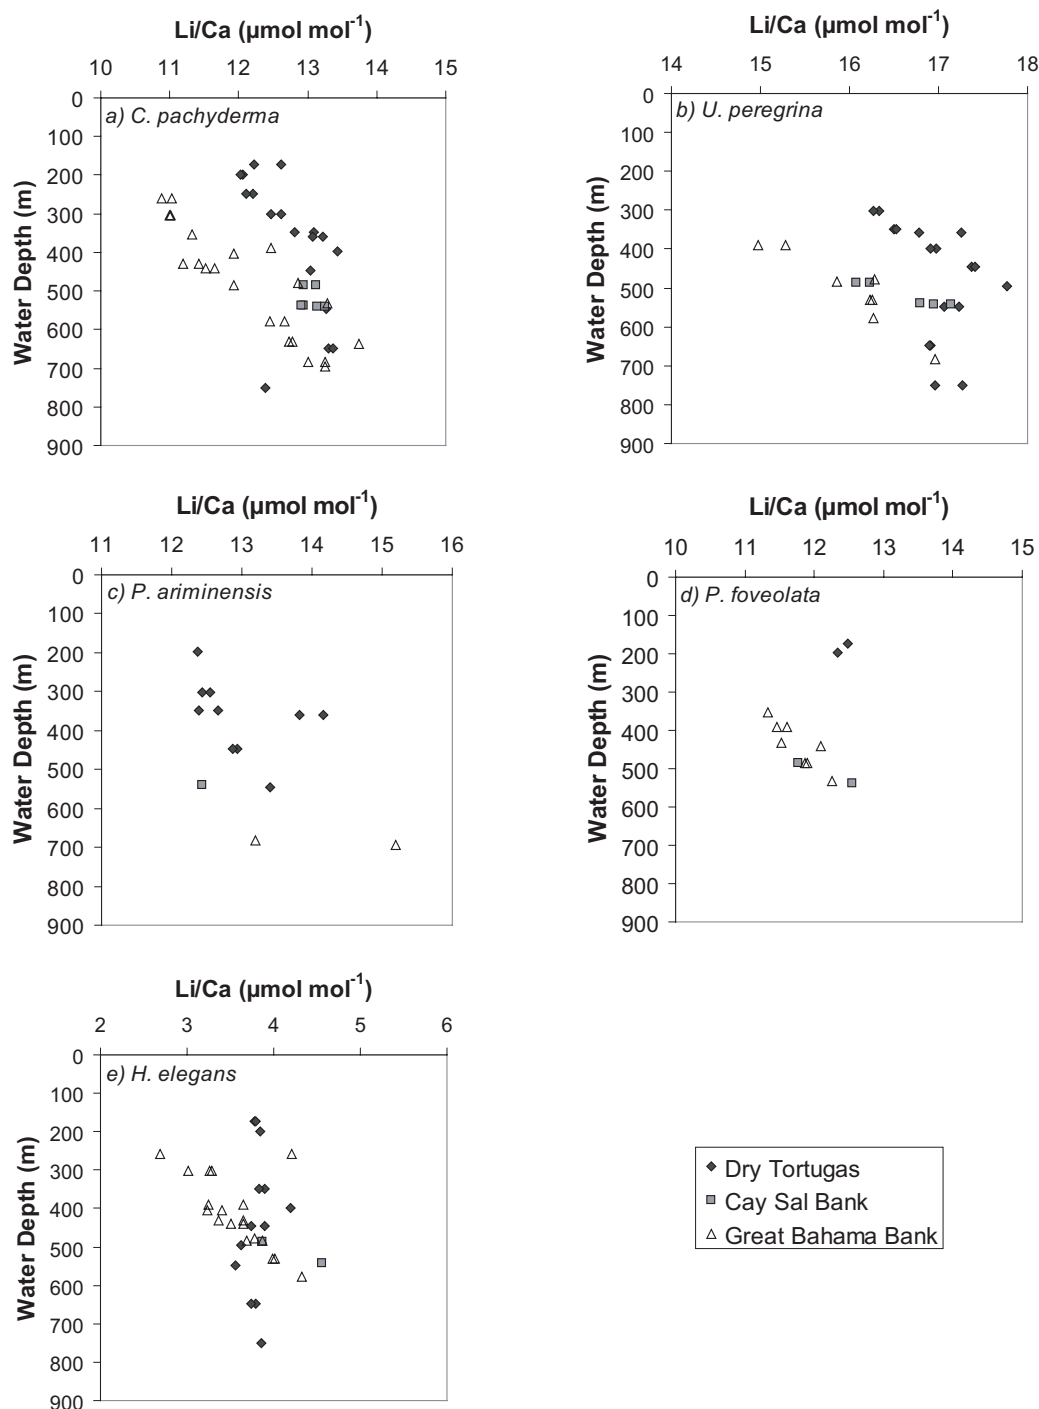 Li/Ca (µmol mol-1)
10 11 12 13 14 15
0
100
200
300
400
500
600
700
800
900
Water Depth (m)
a) C. pachyderma
Li/Ca (µmol mol-1)
14 15 16 17 18
0
100
200
300
400
500
600
700
800
900
Water Depth (m)
b) U. peregrina
Li/Ca (µmol mol-1)
11 12 13 14 15 16
0
100
200
300
400
500
600
700
800
900
Water Depth (m)
c) P. ariminensis
Li/Ca (µmol mol-1)
10 11 12 13 14 15
0
100
200
300
400
500
600
700
800
900
Water Depth (m)
d) P. foveolata
Li/Ca (µmol mol-1)
2 3 4 5 6
0
100
200
300
400
500
600
700
800
900
Water Depth (m)
e) H. elegans
Dry Tortugas
Cay Sal Bank
Great Bahama Bank